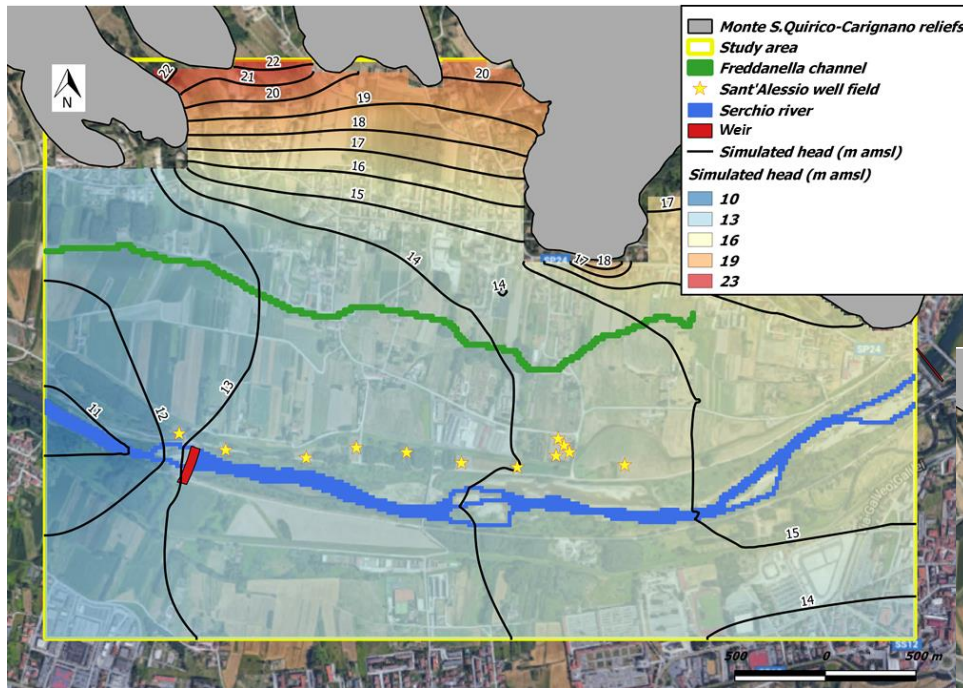 Monte S.Quirico-Carignano reliefs
Study area
Freddanella channel
Sant'Alessio well field
Serchio river
Weir
Simulated head (m amsl)
Simulated head (m amsl)
10
13
16
19
23
N
22
22
21
20
20
19
18
17
16
15
17
14
SP24
17
18
14
SP24
13
12
11
15
14
SS12
500
0
500 m